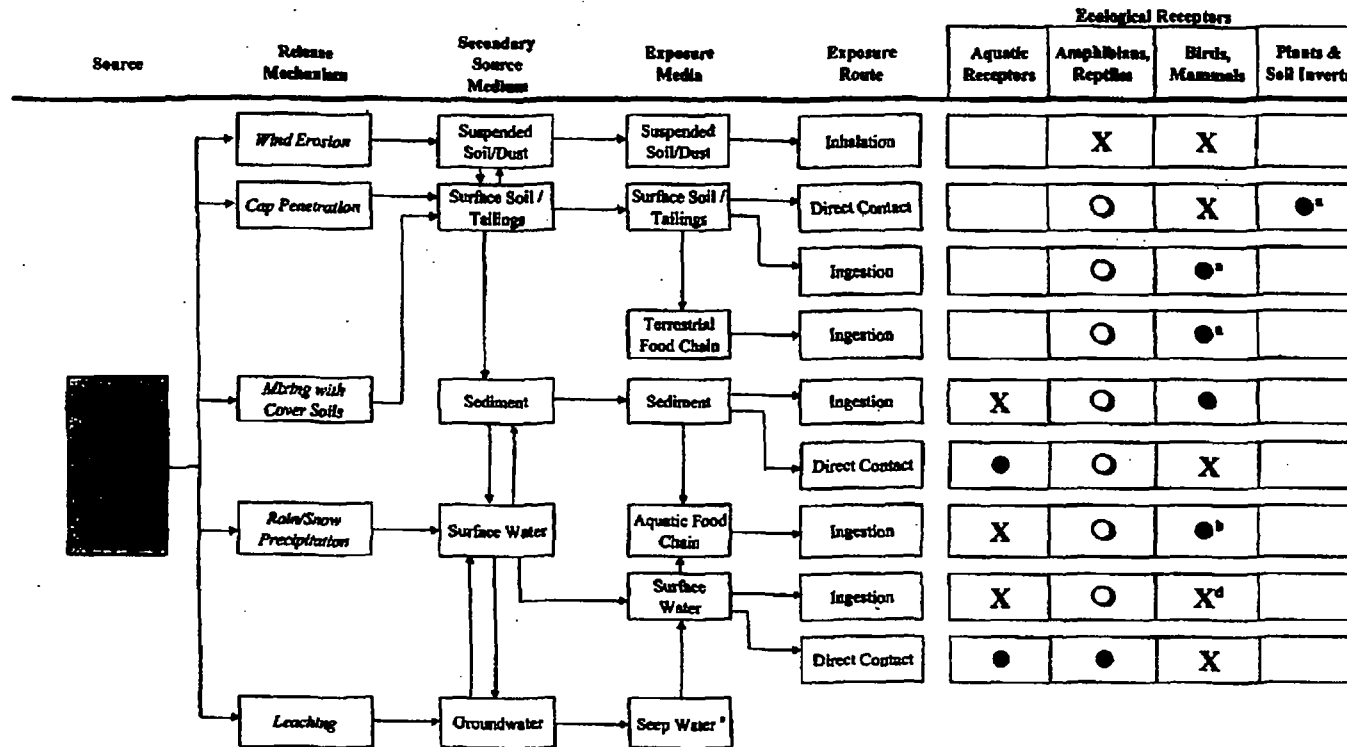 Ecological Receptors
Source
Release
Mechanism
Secondary
Source
Medium
Exposure
Media
Exposure
Route
Aquatic
Receptors
Amphibians,
Reptiles
Birds,
Mammals
Plants &
Soil Invert
Wind Erosion
Suspended
Soil/Dust
Suspended
Soil/Dust
Inhalation
X
X
Cap Penetration
Surface Soil /
Tailings
Surface Soil /
Tailings
Direct Contact
X
a
Ingestion
a
Terrestrial
Food Chain
Ingestion
a
Mixing with
Cover Soils
Sediment
Sediment
Ingestion
X
Direct Contact
X
Rain/Snow
Precipitation
Surface Water
Aquatic Food
Chain
Ingestion
X
b
Surface
Water
Ingestion
X
X d
Direct Contact
X
Leaching
Groundwater
Seep Water